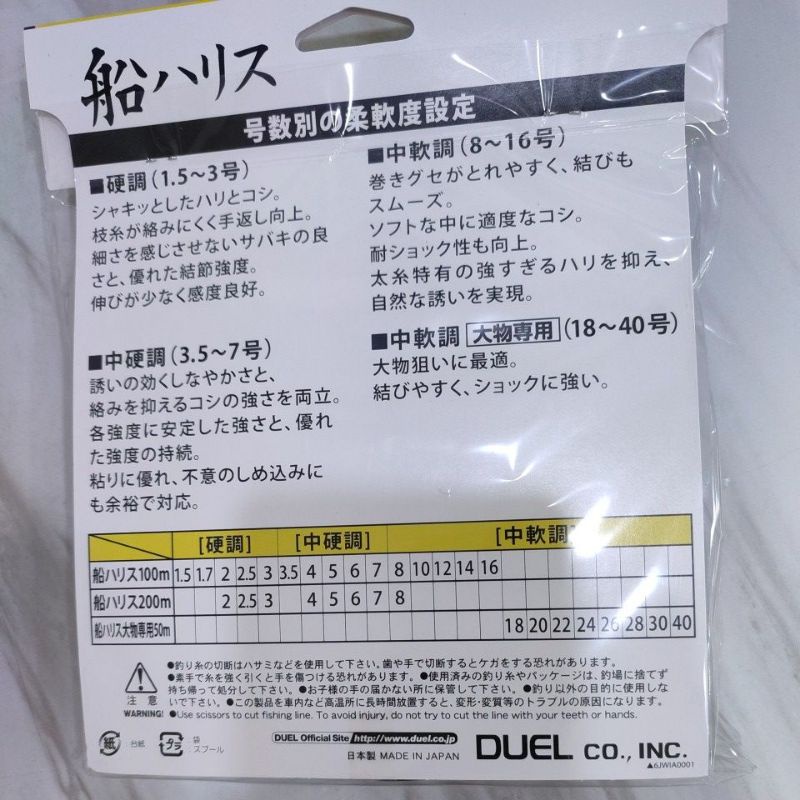 船ハリス
号数別の柔軟度設定
■硬調(1.5～3号)
シャキッとしたハリとコシ。
枝糸が絡みにくく手返し向上。
細さを感じさせないサバキの良
さと、優れた結節強度。
伸びが少なく感度良好。
■中硬調(3.5～7号)
誘いの効くしなやかさと、
絡みを抑えるコシの強さを両立。
各強度に安定した強さと、優れ
た強度の持続。
粘りに優れ、不意のしめ込みに
も余裕で対応。
■中軟調(8～16号)
巻きグセがとれやすく、結びも
スムーズ。
ソフトな中に適度なコシ。
耐ショック性も向上。
太糸特有の強すぎるハリを抑え、
自然な誘いを実現。
■中軟調 大物専用 (18～40号)
大物狙いに最適。
結びやすく、ショックに強い。
[硬調] [中硬調] [中軟調]
船ハリス100m 1.5 1.7 2 2.5 3 3.5 4 5 6 7 8 10 12 14 16
船ハリス200m 2 2.5 3 4 5 6 7 8
船ハリス大物専用50m 18 20 22 24 26 28 30 40
●釣り糸の切断はハサミなどを使用して下さい。歯や手で切断するとケガをする恐れがあります。
●素手で糸を強く引くと手を傷つける恐れがあります。●使用済みの釣り糸やパッケージは、釣場に捨てず
持ち帰って処分して下さい。●お子様の手の届かない所に保管して下さい。●釣り以外の目的に使用しな
いで下さい。●この製品を車内など高温所に長時間放置すると、変形・変質等のトラブルの原因になります。
●Use scissors to cut fishing line. To avoid injury, do not try to cut the line with your teeth or hands.
注意
WARNING!
紙 台紙
プラ 袋
スプール
DUEL Official Site http://www.duel.co.jp
日本製 MADE IN JAPAN
DUEL CO., INC.
▲6JWIA0001